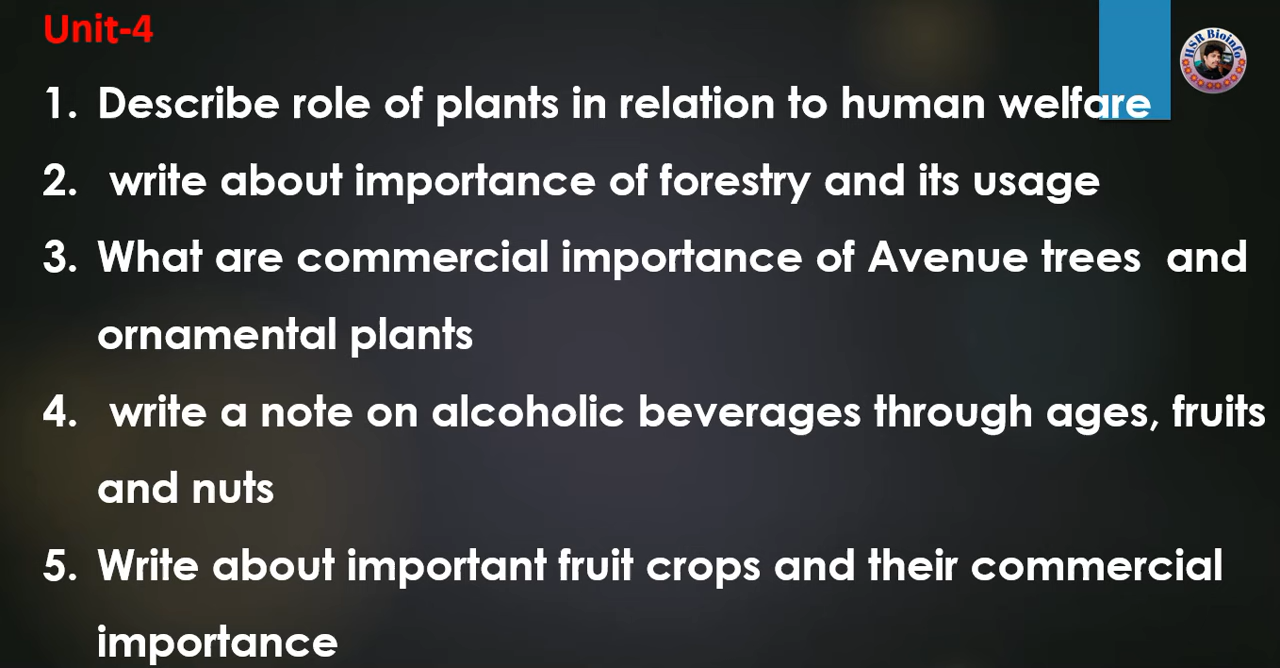 Unit-4
HSR Bioinfo
1. Describe role of plants in relation to human welfare
2. write about importance of forestry and its usage
3. What are commercial importance of Avenue trees and
ornamental plants
4. write a note on alcoholic beverages through ages, fruits
and nuts
5. Write about important fruit crops and their commercial
importance